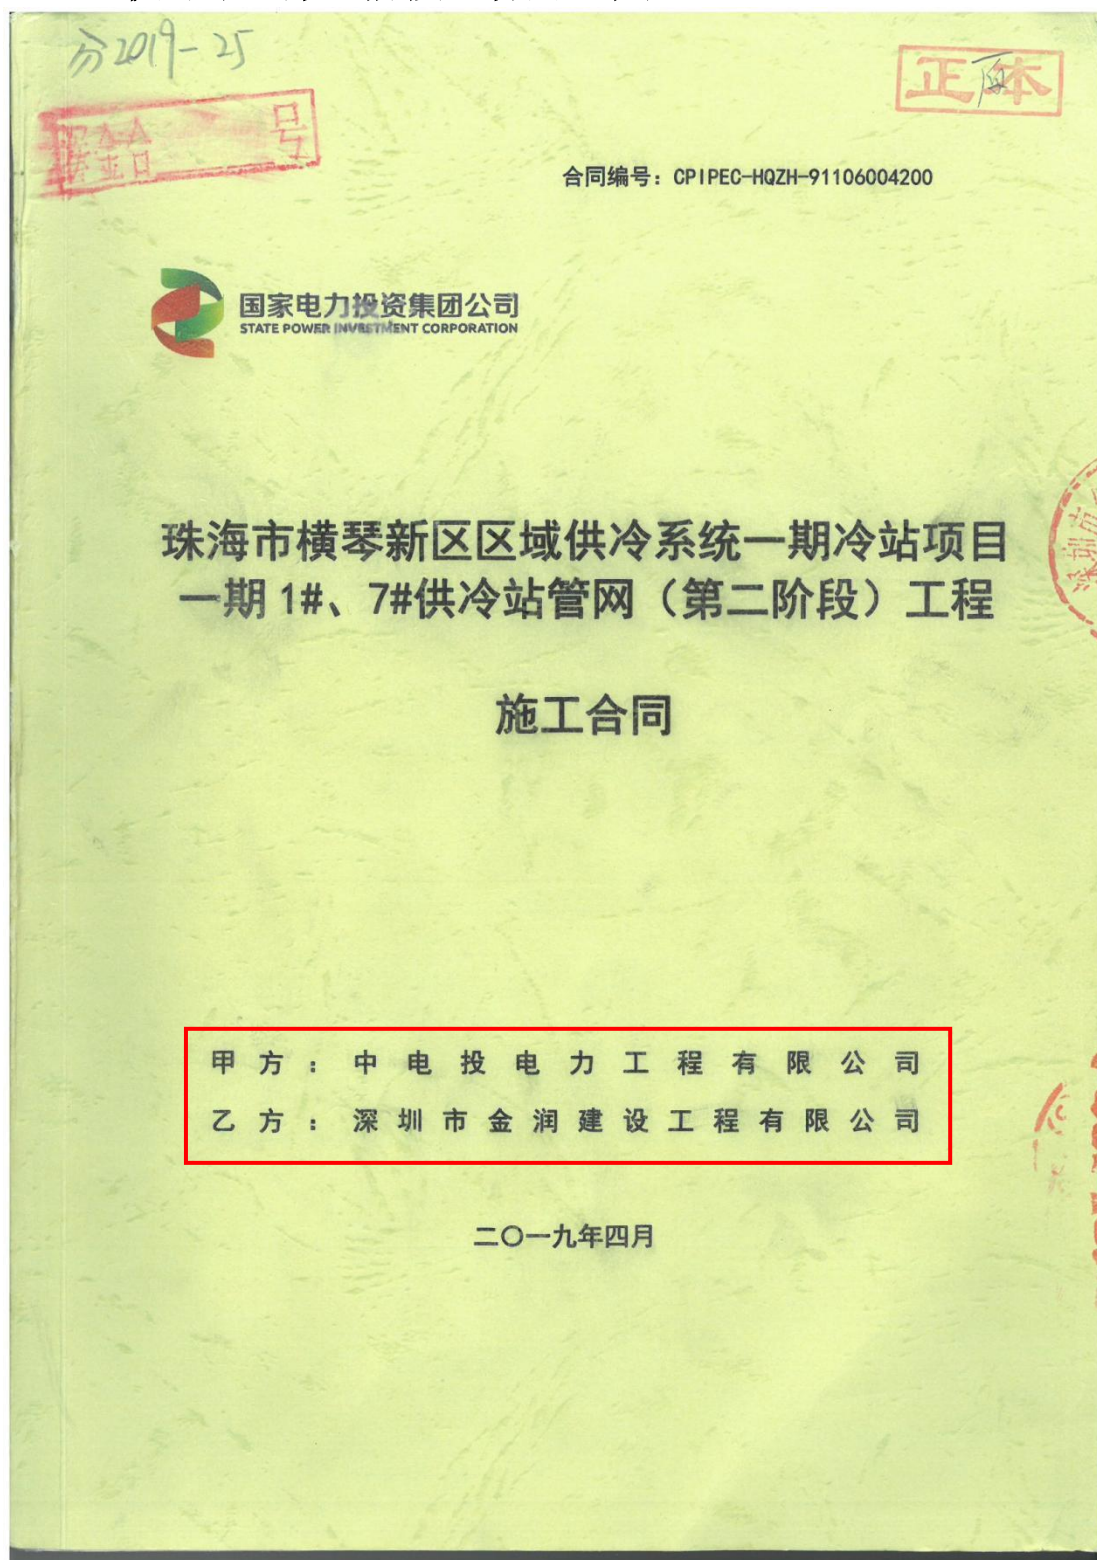 分2019-25
正本
号
合同编号：CPIPEC-HQZH-91106004200
国家电力投资集团公司
STATE POWER INVESTMENT CORPORATION
珠海市横琴新区区域供冷系统一期冷站项目
一期1#、7#供冷站管网（第二阶段）工程
施工合同
甲方：中电投电力工程有限公司
乙方：深圳市金润建设工程有限公司
二〇一九年四月